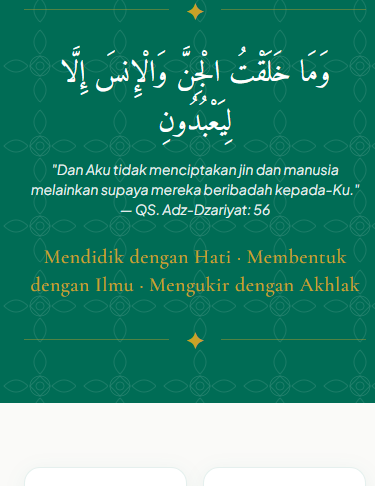 وَمَا خَلَقْتُ الْجِنَّ وَالْإِنسَ إِلَّا
لِيَعْبُدُونِ
"Dan Aku tidak menciptakan jin dan manusia
melainkan supaya mereka beribadah kepada-Ku."
— QS. Adz-Dzariyat: 56
Mendidik dengan Hati · Membentuk
dengan Ilmu · Mengukir dengan Akhlak